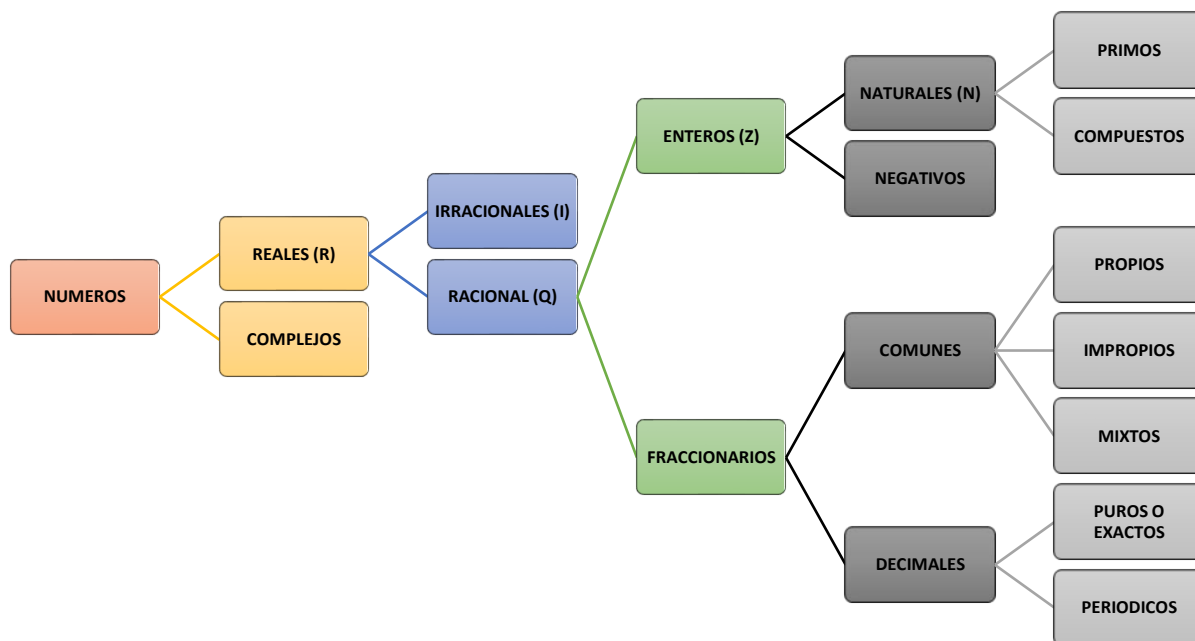 NUMEROS
REALES (R)
COMPLEJOS
IRRACIONALES (I)
RACIONAL (Q)
ENTEROS (Z)
FRACCIONARIOS
NATURALES (N)
NEGATIVOS
COMUNES
DECIMALES
PRIMOS
COMPUESTOS
PROPIOS
IMPROPIOS
MIXTOS
PUROS O
EXACTOS
PERIODICOS